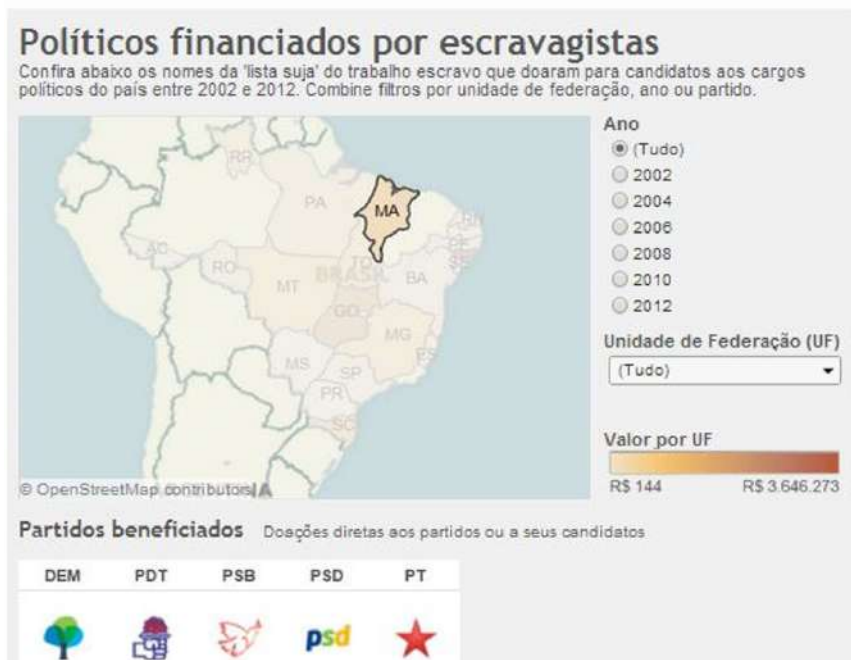 Políticos financiados por escravagistas
Confira abaixo os nomes da 'lista suja' do trabalho escravo que doaram para candidatos aos cargos
políticos do país entre 2002 e 2012. Combine filtros por unidade de federação, ano ou partido.
Ano
(Tudo)
2002
2004
2006
2008
2010
2012
Unidade de Federação (UF)
(Tudo)
Valor por UF
R$ 144 R$ 3.646.273
RR
PA
MA
RN
PE
SE
AC
RO
TO
BRASIL
BA
MT
GO
MG
ES
MS
SP
PR
SC
© OpenStreetMap contributors
Partidos beneficiados Doações diretas aos partidos ou a seus candidatos
DEM PDT PSB PSD PT
psd